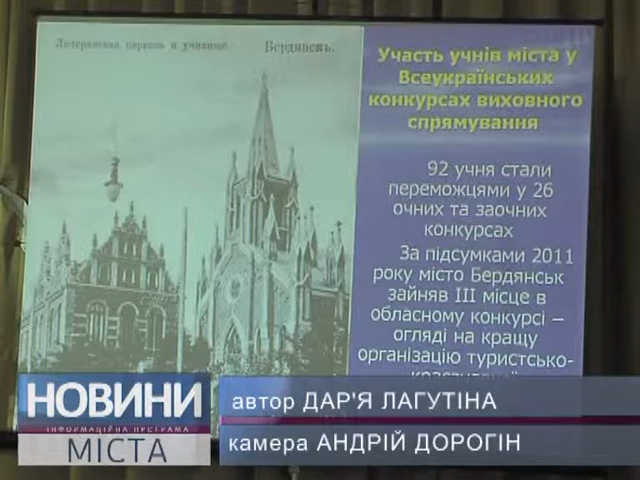 Лютеранская церковь и училище. Бердянскъ.
Участь учнів міста у
Всеукраїнських
конкурсах виховного
спрямування
92 учня стали
переможцями у 26
очних та заочних
конкурсах
За підсумками 2011
року місто Бердянськ
зайняв ІІІ місце в
обласному конкурсі –
огляді на кращу
організацію туристсько-
НОВИНИ
ІНФОРМАЦІЙНА ПРОГРАМА
МІСТА
автор ДАР'Я ЛАГУТІНА
камера АНДРІЙ ДОРОГІН